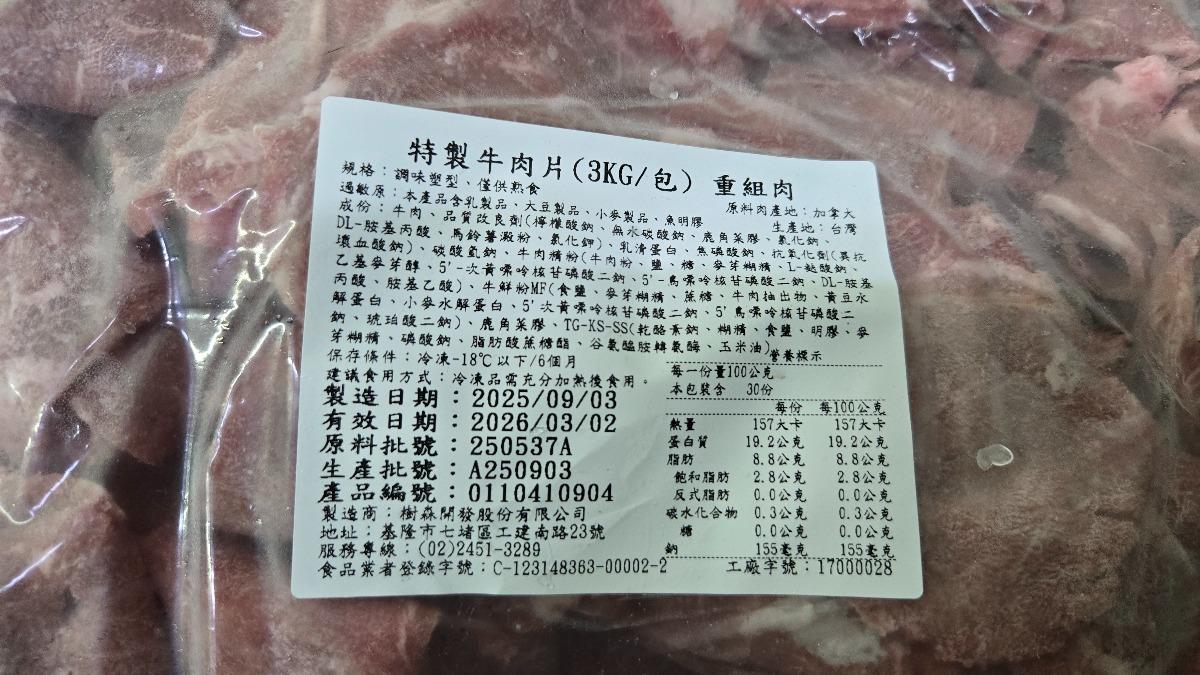 特製牛肉片(3KG/包) 重組肉
規格：調味塑型、僅供熟食
過敏原：本產品含乳製品、大豆製品、小麥製品、魚明膠
原料肉產地：加拿大
生產地：台灣
成份：牛肉、品質改良劑(檸檬酸鈉、無水碳酸鈉、鹿角菜膠、氯化鈉、
DL-胺基丙酸、馬鈴薯澱粉、氯化鉀)、乳清蛋白、焦磷酸鈉、抗氧化劑(異抗
壞血酸鈉)、碳酸氫鈉、牛肉精粉(牛肉粉、鹽、糖、麥芽糊精、L-麩酸鈉、
乙基麥芽醇、5'-次黃嘌呤核苷磷酸二鈉、5'-鳥嘌呤核苷磷酸二鈉、DL-胺基
丙酸、胺基乙酸)、牛鮮粉MF(食鹽、麥芽糊精、蔗糖、牛肉抽出物、黃豆水
解蛋白、小麥水解蛋白、5'次黃嘌呤核苷磷酸二鈉、5'鳥嘌呤核苷磷酸二
鈉、琥珀酸二鈉)、鹿角菜膠、TG-KS-SS(乾酪素鈉、糊精、食鹽、明膠、麥
芽糊精、磷酸鈉、脂肪酸蔗糖酯、谷氨醯胺轉氨酶、玉米油)
保存條件：冷凍-18℃以下/6個月
建議食用方式：冷凍品需充分加熱後食用。
製造日期：2025/09/03
有效日期：2026/03/02
原料批號：250537A
生產批號：A250903
產品編號：0110410904
製造商：樹森開發股份有限公司
地址：基隆市七堵區工建南路23號
服務專線：(02)2451-3289
食品業者登錄字號：C-123148363-00002-2
營養標示
每一份量100公克
本包裝含 30份
每份 每100公克
熱量 157大卡 157大卡
蛋白質 19.2公克 19.2公克
脂肪 8.8公克 8.8公克
飽和脂肪 2.8公克 2.8公克
反式脂肪 0.0公克 0.0公克
碳水化合物 0.3公克 0.3公克
糖 0.0公克 0.0公克
鈉 155毫克 155毫克
工廠字號：17000028